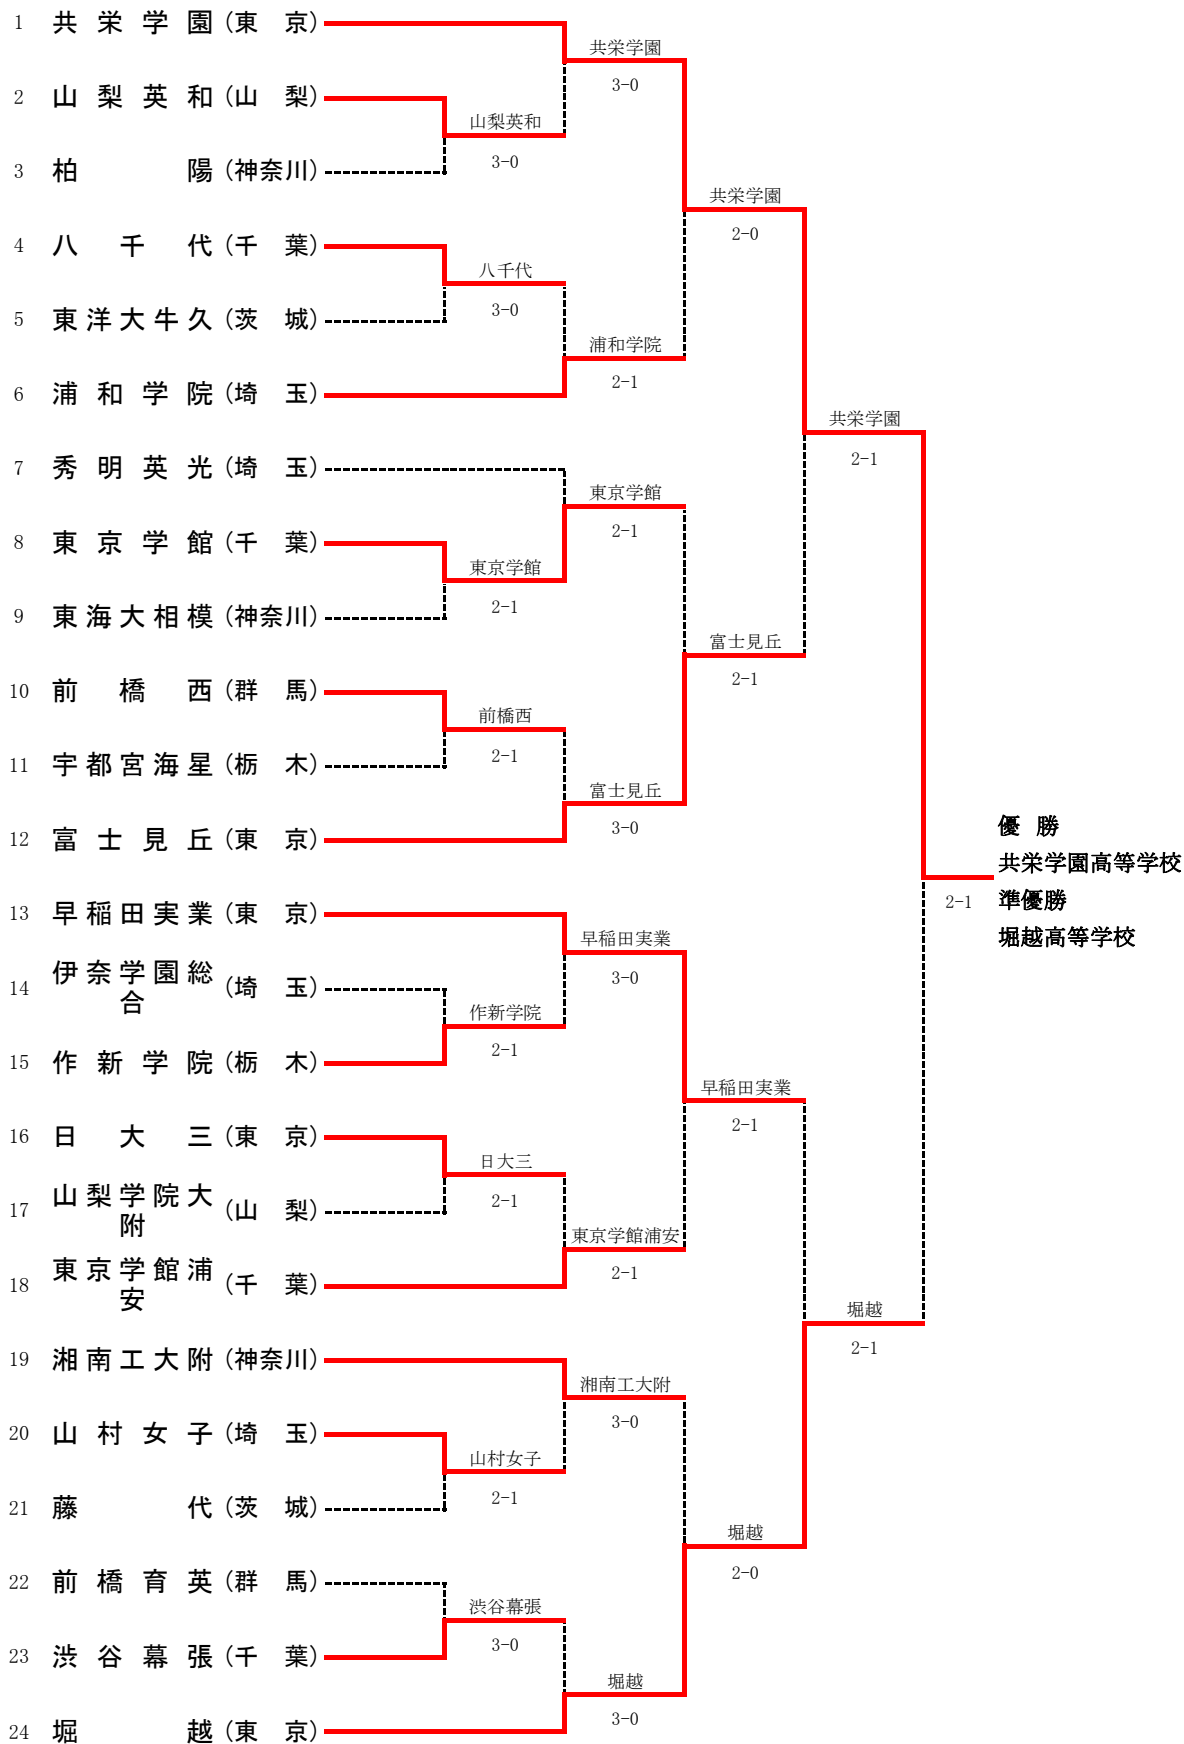 1 共栄学園 (東京)
共栄学園
3-0
2 山梨英和 (山梨)
山梨英和
3-0
3 柏陽 (神奈川)
共栄学園
2-0
4 八千代 (千葉)
八千代
3-0
5 東洋大牛久 (茨城)
浦和学院
2-1
6 浦和学院 (埼玉)
共栄学園
2-1
7 秀明英光 (埼玉)
東京学館
2-1
8 東京学館 (千葉)
東京学館
2-1
9 東海大相模 (神奈川)
富士見丘
2-1
10 前橋西 (群馬)
前橋西
2-1
11 宇都宮海星 (栃木)
富士見丘
3-0
12 富士見丘 (東京)
優勝
共栄学園高等学校
2-1 準優勝
堀越高等学校
13 早稲田実業 (東京)
早稲田実業
3-0
14 伊奈学園総合 (埼玉)
作新学院
2-1
15 作新学院 (栃木)
早稲田実業
2-1
16 日大三 (東京)
日大三
2-1
17 山梨学院大附 (山梨)
東京学館浦安
2-1
18 東京学館浦安 (千葉)
堀越
2-1
19 湘南工大附 (神奈川)
湘南工大附
3-0
20 山村女子 (埼玉)
山村女子
2-1
21 藤代 (茨城)
堀越
2-0
22 前橋育英 (群馬)
渋谷幕張
3-0
23 渋谷幕張 (千葉)
堀越
3-0
24 堀越 (東京)